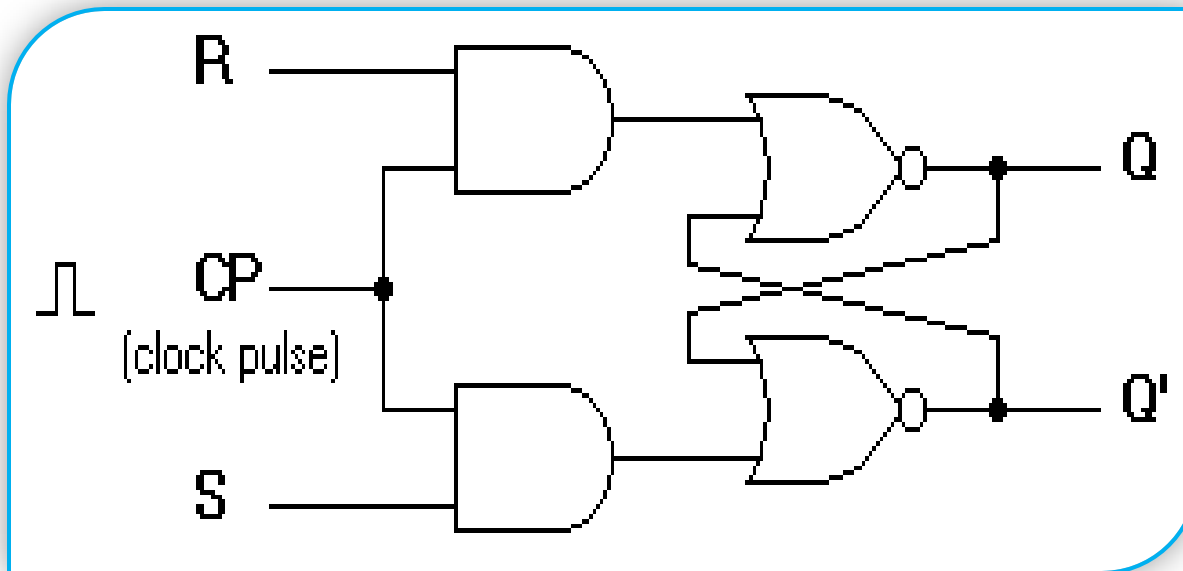 R
Q
CP
(clock pulse)
Q'
S